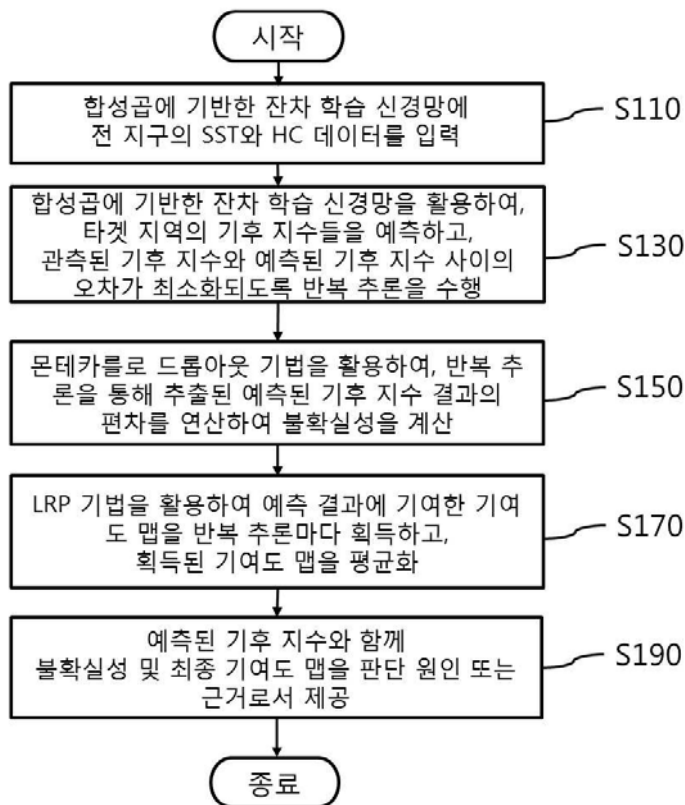 시작
합성곱에 기반한 잔차 학습 신경망에
전 지구의 SST와 HC 데이터를 입력
S110
합성곱에 기반한 잔차 학습 신경망을 활용하여,
타겟 지역의 기후 지수들을 예측하고,
관측된 기후 지수와 예측된 기후 지수 사이의
오차가 최소화되도록 반복 추론을 수행
S130
몬테카를로 드롭아웃 기법을 활용하여, 반복 추
론을 통해 추출된 예측된 기후 지수 결과의
편차를 연산하여 불확실성을 계산
S150
LRP 기법을 활용하여 예측 결과에 기여한 기여
도 맵을 반복 추론마다 획득하고,
획득된 기여도 맵을 평균화
S170
예측된 기후 지수와 함께
불확실성 및 최종 기여도 맵을 판단 원인 또는
근거로서 제공
S190
종료